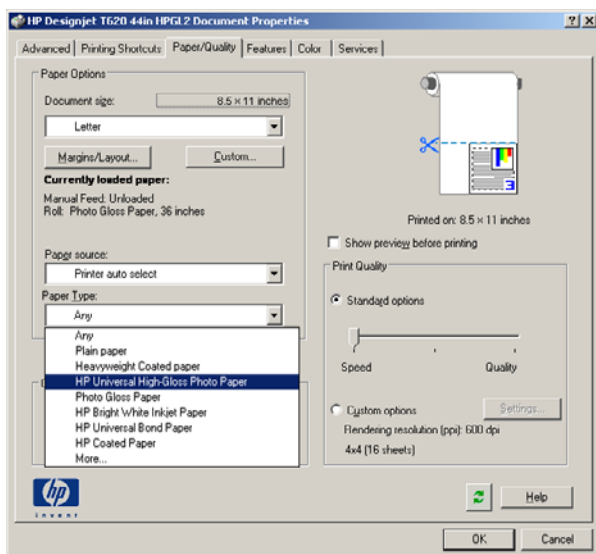 HP Designjet T620 44in HPGL2 Document Properties
Advanced
Printing Shortcuts
Paper/Quality
Features
Color
Services
Paper Options
Document size:
8.5 × 11 inches
Letter
Margins/Layout...
Custom...
Currently loaded paper:
Manual Feed: Unloaded
Roll: Photo Gloss Paper, 36 inches
Paper source:
Printer auto select
Paper Type:
Any
Any
Plain paper
Heavyweight Coated paper
HP Universal High-Gloss Photo Paper
Photo Gloss Paper
HP Bright White Inkjet Paper
HP Universal Bond Paper
HP Coated Paper
More...
3
Printed on: 8.5 × 11 inches
Show preview before printing
Print Quality
Standard options
Speed
Quality
Custom options
Settings...
Rendering resolution (ppi): 600 dpi
4x4 (16 sheets)
hp
invent
Help
OK
Cancel